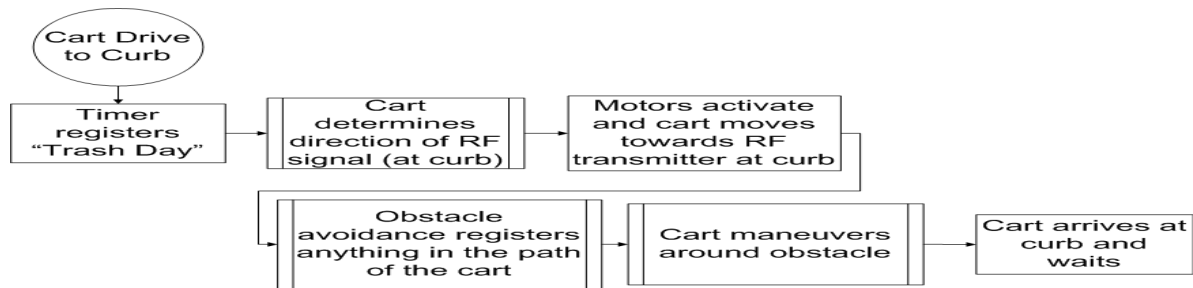 Cart Drive
to Curb
Timer
registers
“Trash Day”
Cart
determines
direction of RF
signal (at curb)
Motors activate
and cart moves
towards RF
transmitter at curb
Obstacle
avoidance registers
anything in the path
of the cart
Cart maneuvers
around obstacle
Cart arrives at
curb and
waits